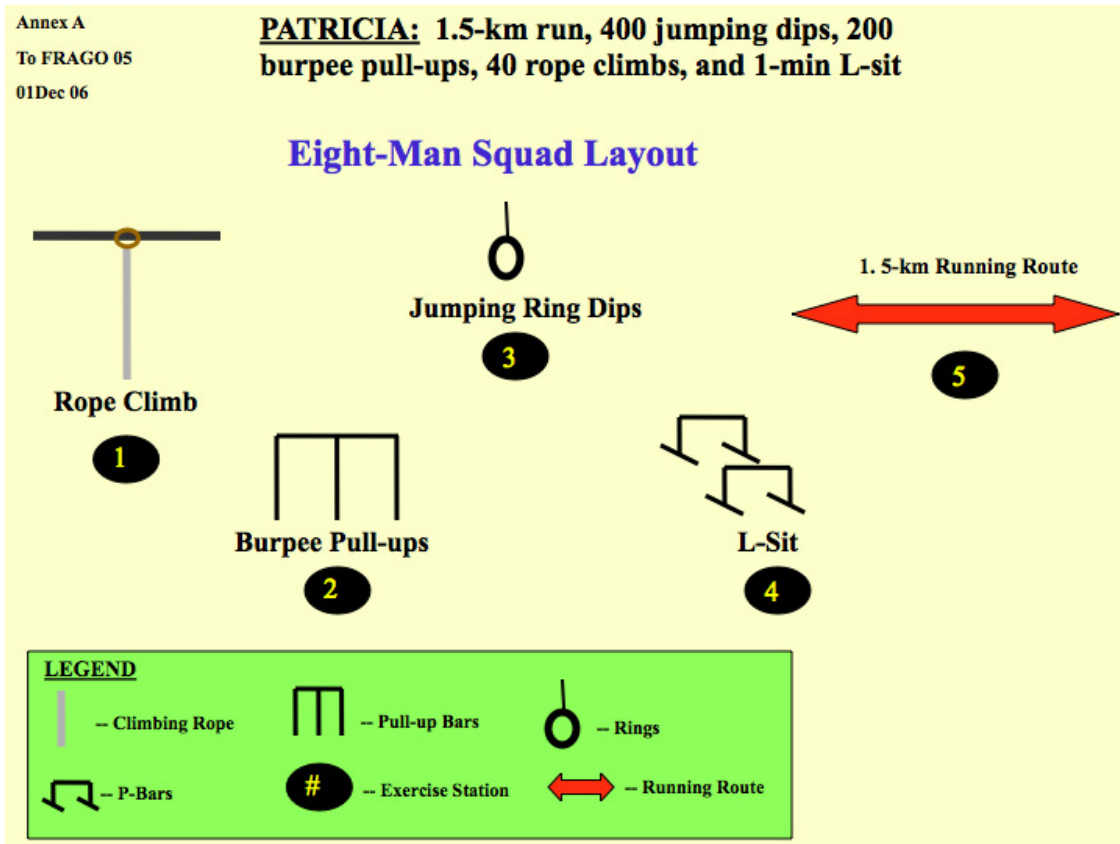 Annex A
To FRAGO 05
01Dec 06
PATRICIA: 1.5-km run, 400 jumping dips, 200
burpee pull-ups, 40 rope climbs, and 1-min L-sit
Eight-Man Squad Layout
1. 5-km Running Route
Jumping Ring Dips
3
5
Rope Climb
1
Burpee Pull-ups
2
L-Sit
4
LEGEND
-- Climbing Rope
-- Pull-up Bars
-- Rings
-- P-Bars
#
-- Exercise Station
-- Running Route